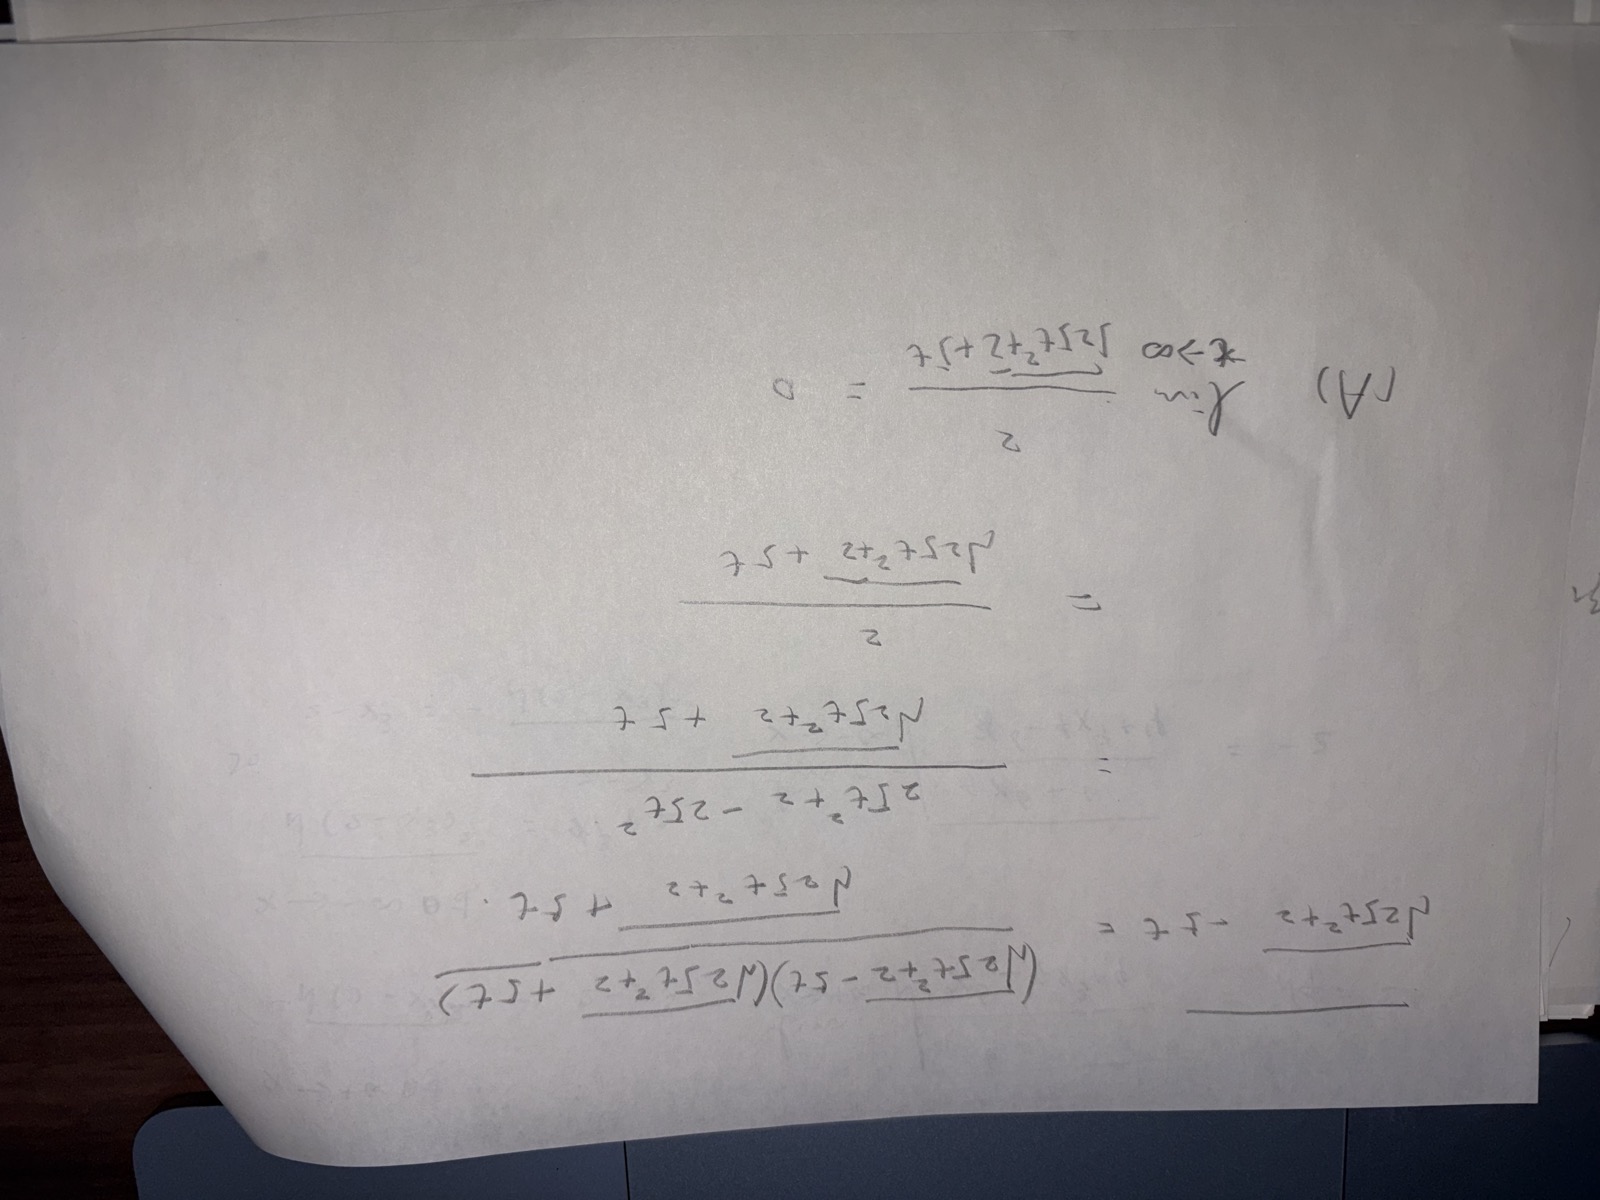 √(25t²+2) - 5t = (√(25t²+2) - 5t)(√(25t²+2) + 5t) / (√(25t²+2) + 5t).
= (25t²+2 - 25t²) / (√(25t²+2) + 5t)
= 2 / (√(25t²+2) + 5t)
(A) lim t→∞ 2 / (√(25t²+2) + 5t) = 0